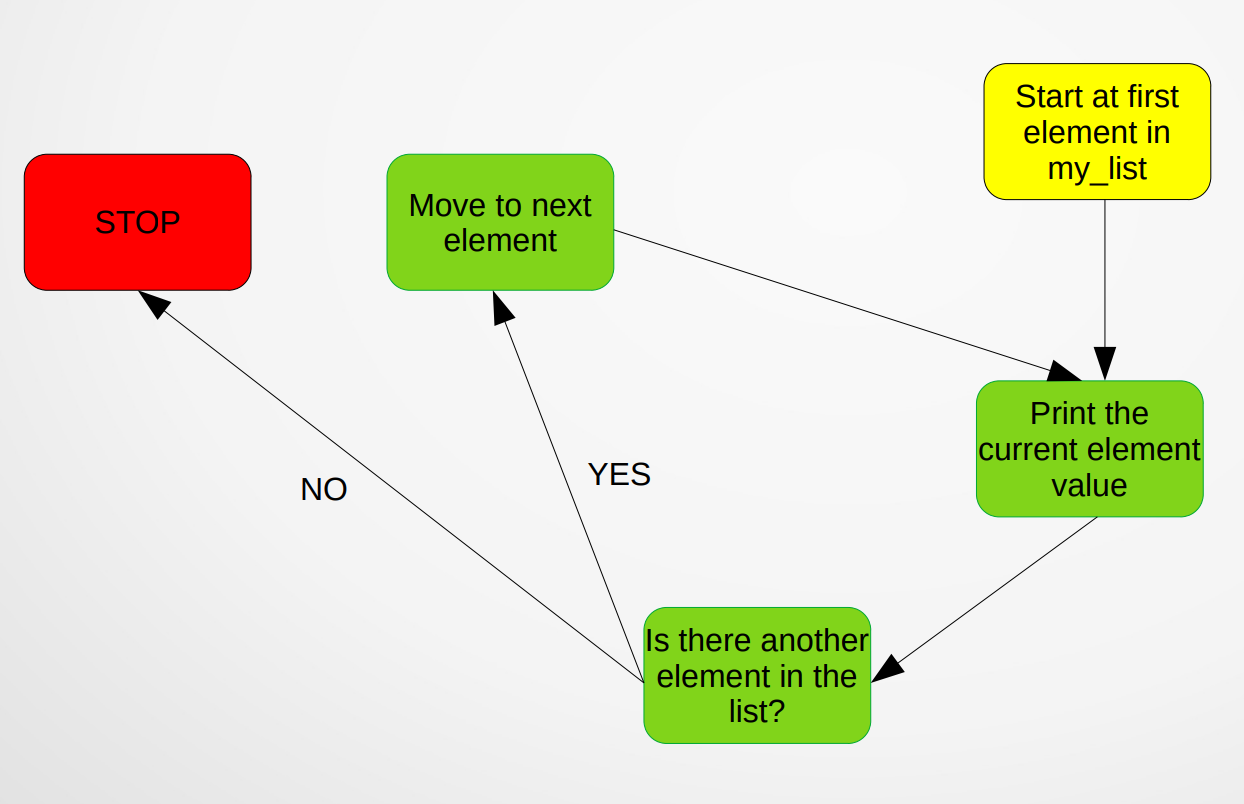 Start at first
element in
my_list
STOP
Move to next
element
Print the
current element
value
NO
YES
Is there another
element in the
list?